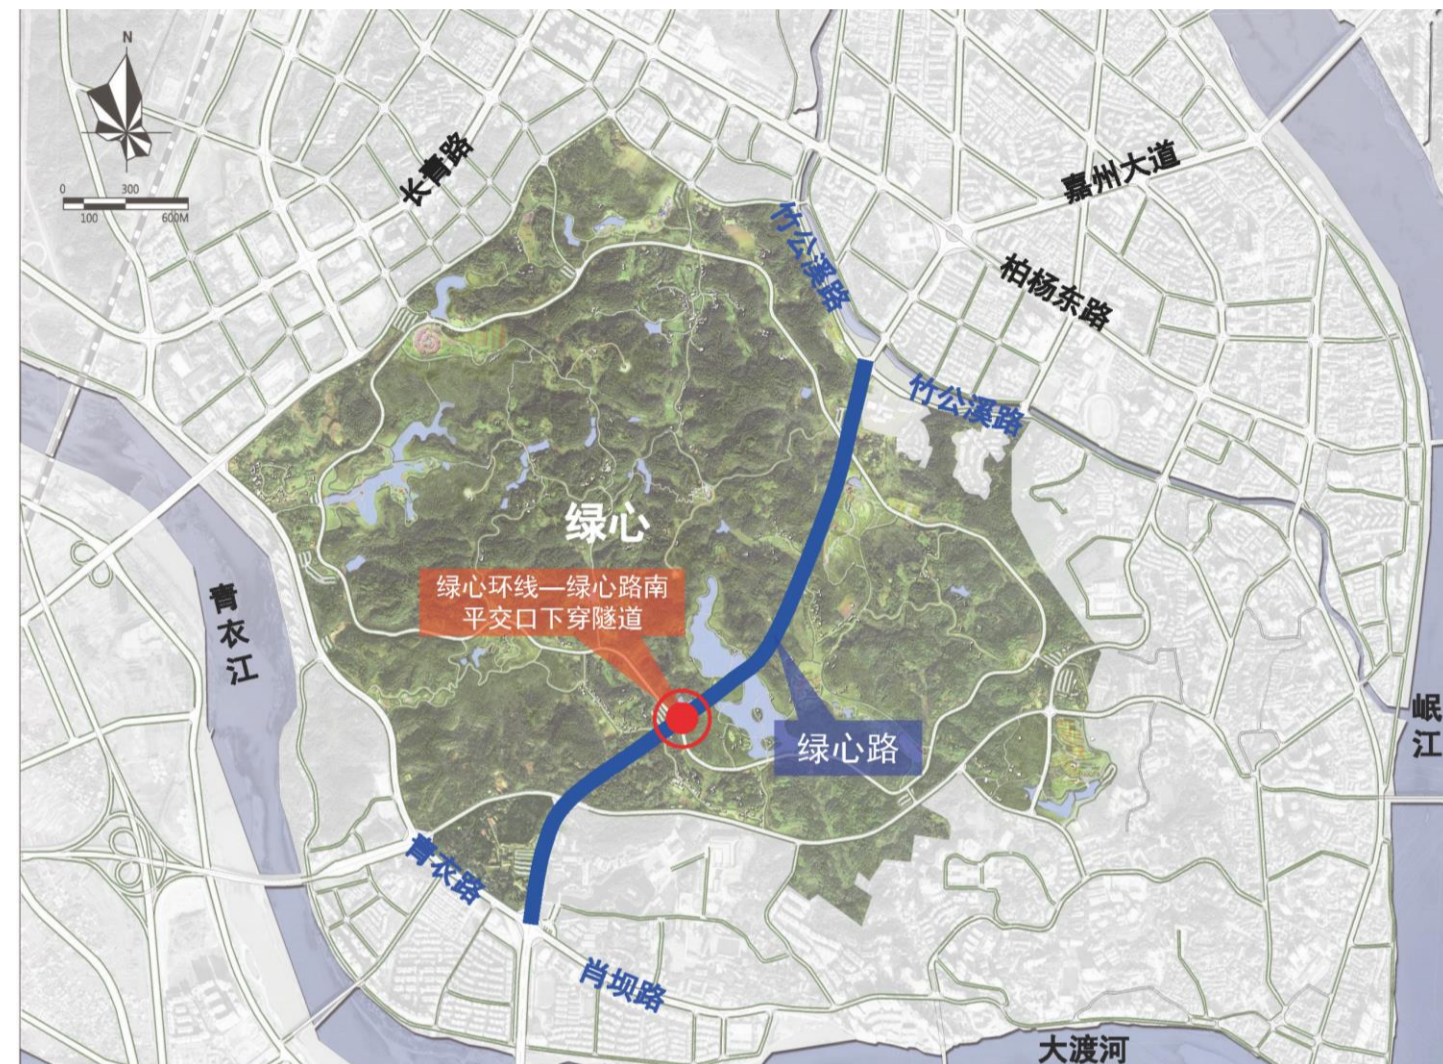 N
0 300
100 600M
长青路
嘉州大道
竹公溪路
柏杨东路
竹公溪路
绿心
绿心环线—绿心路南
平交口下穿隧道
青衣江
岷江
绿心路
青衣路
肖坝路
大渡河